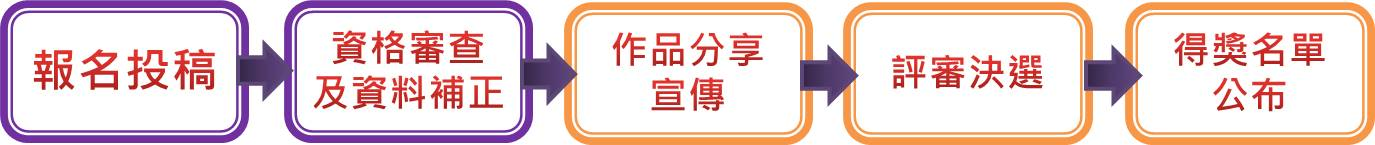 報名投稿
資格審查
及資料補正
作品分享
宣傳
評審決選
得獎名單
公布